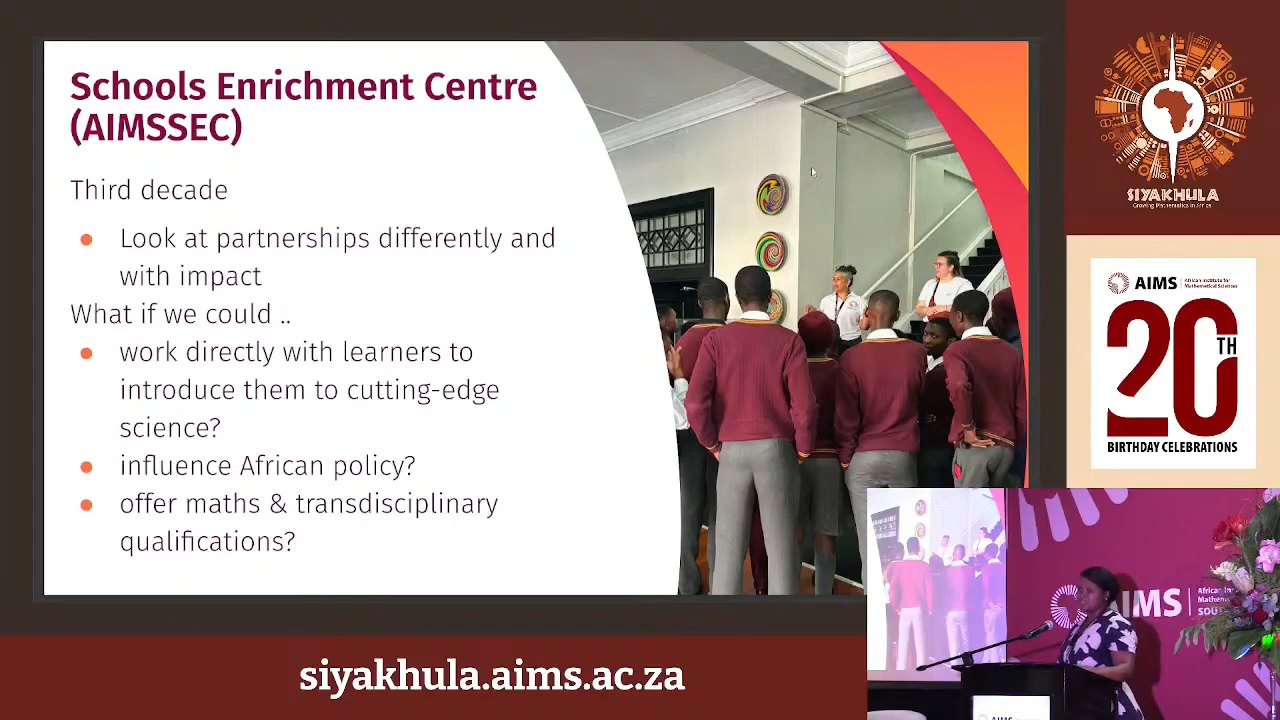 Schools Enrichment Centre
(AIMSSEC)
Third decade
● Look at partnerships differently and
with impact
What if we could ..
● work directly with learners to
introduce them to cutting-edge
science?
● influence African policy?
● offer maths & transdisciplinary
qualifications?
SIYAKHULA
Growing Mathematics in Africa
AIMS African Institute for
Mathematical Sciences
20TH
BIRTHDAY CELEBRATIONS
AIMS
siyakhula.aims.ac.za